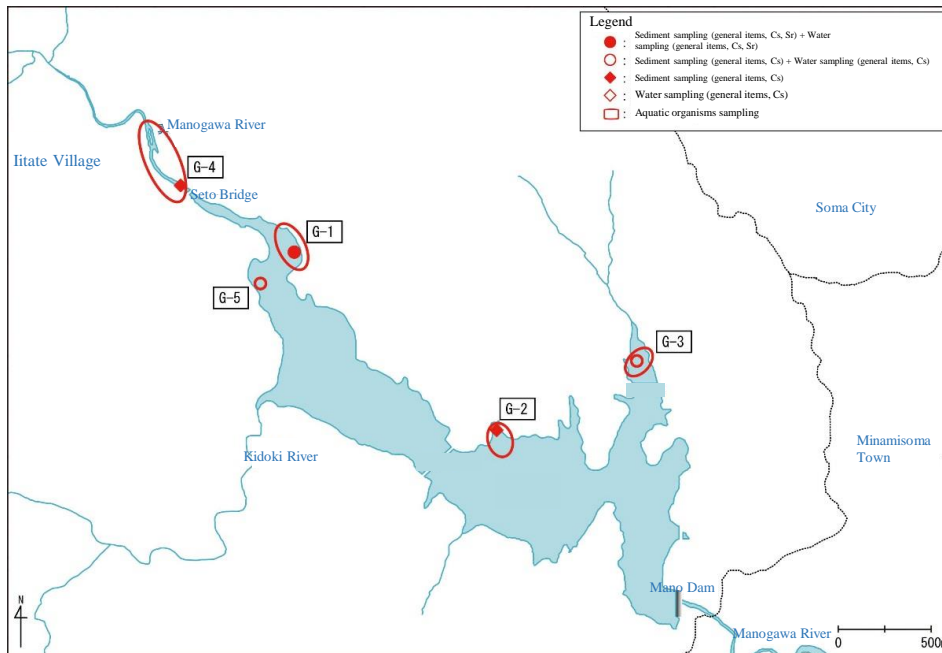 Legend
: Sediment sampling (general items, Cs, Sr) + Water
sampling (general items, Cs, Sr)
: Sediment sampling (general items, Cs) + Water sampling (general items, Cs)
: Sediment sampling (general items, Cs)
: Water sampling (general items, Cs)
: Aquatic organisms sampling
Manogawa River
Iitate Village
G-4
Seto Bridge
Soma City
G-1
G-5
G-3
G-2
Minamisoma
Town
Kidoki River
Mano Dam
N
4
Manogawa River
0
500